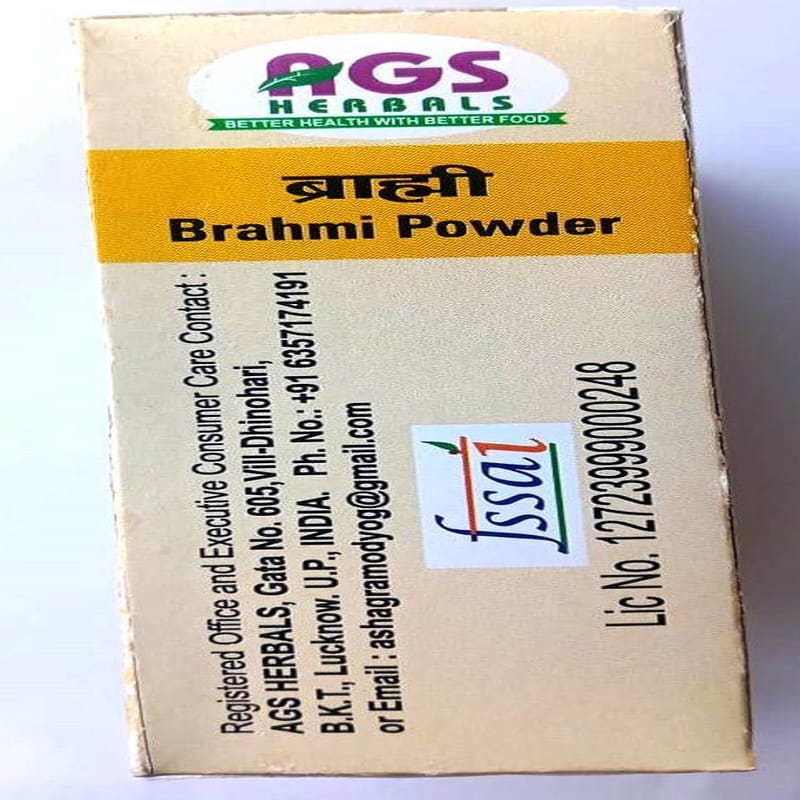 AGS
HERBALS
BETTER HEALTH WITH BETTER FOOD
ब्राह्मी
Brahmi Powder
Registered Office and Executive Consumer Care Contact :
AGS HERBALS, Gata No. 605,Vill-Dhinohari,
B.K.T., Lucknow. U.P., INDIA. Ph. No.: +91 6357174191
or Email : ashagramodyog@gmail.com
fssai
Lic No. 12723999000248